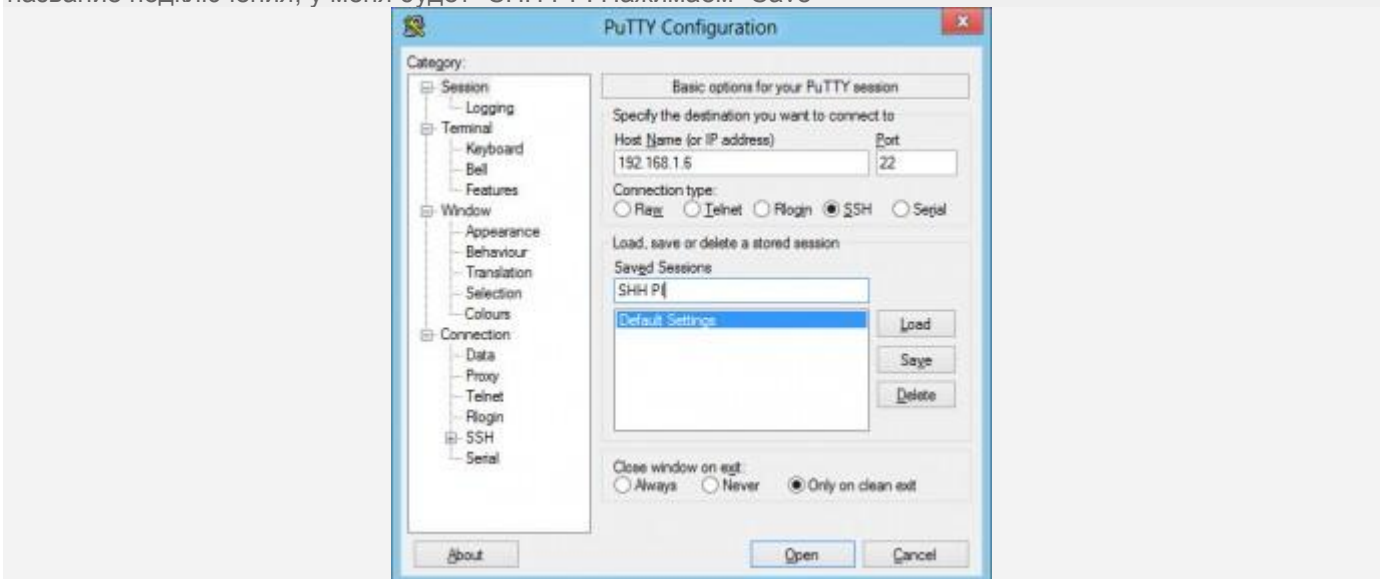 PuTTY Configuration
Category:
Session
Logging
Terminal
Keyboard
Bell
Features
Window
Appearance
Behaviour
Translation
Selection
Colours
Connection
Data
Proxy
Telnet
Rlogin
SSH
Serial
Basic options for your PuTTY session
Specify the destination you want to connect to
Host Name (or IP address) Port
192.168.1.6 22
Connection type:
Raw Telnet Rlogin SSH Serial
Load, save or delete a stored session
Saved Sessions
SHH PI
Default Settings
Load
Save
Delete
Close window on exit:
Always Never Only on clean exit
About Open Cancel